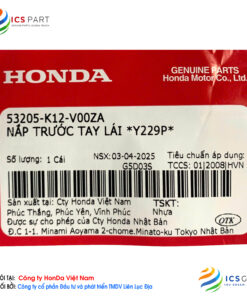 ICS PART
GENUINE PARTS
HONDA
Honda Motor Co., Ltd.
53205-K12-V00ZA
NẮP TRƯỚC TAY LÁI *Y229P*
Số lượng: 1 Cái
NSX: 03-04-2025
Tiêu chuẩn áp dụng:
G5D03S
TCCS: 01|2008|HVN
Sản xuất tại: Cty Honda Việt Nam
TSKT:
Phúc Thắng, Phúc Yên, Vĩnh Phúc
Nhựa
Được sự cho phép của Cty Honda Nhật Bản
OTK
Đ.C 1-1. Minami Aoyama 2-chome.Minato-ku Tokyo Nhật Bản.
TẠI: Công ty HonDa Việt Nam
BỞI: Công ty cổ phần Đầu tư và phát triển TMDV Liên Lục Địa
ICS